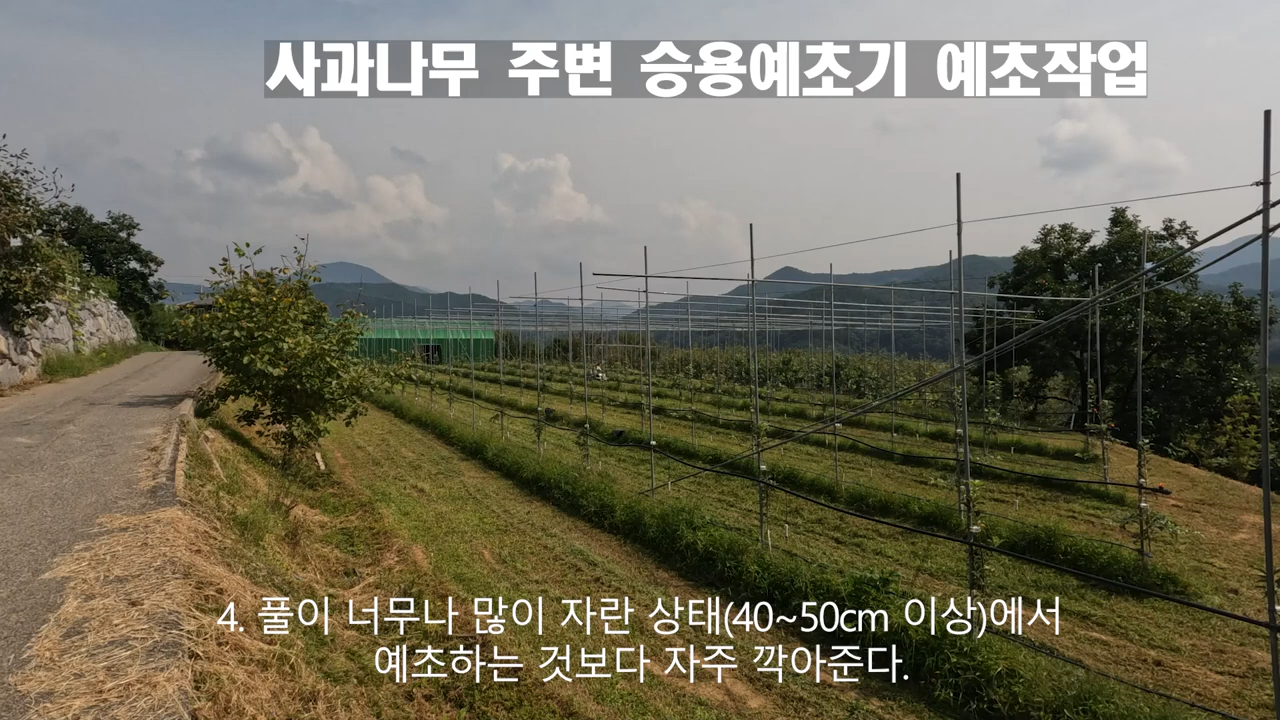 사과나무 주변 승용예초기 예초작업
4. 풀이 너무나 많이 자란 상태(40~50cm 이상)에서
예초하는 것보다 자주 깍아준다.